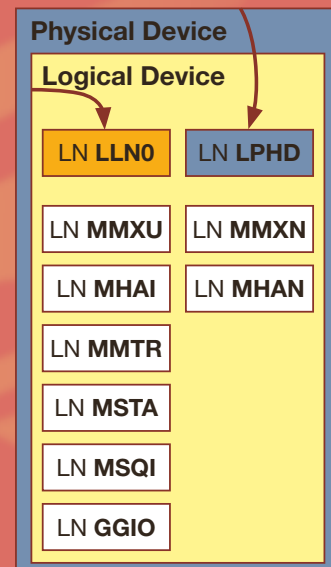 Physical Device
Logical Device
LN LLN0 LN LPHD
LN MMXU LN MMXN
LN MHAI LN MHAN
LN MMTR
LN MSTA
LN MSQI
LN GGIO